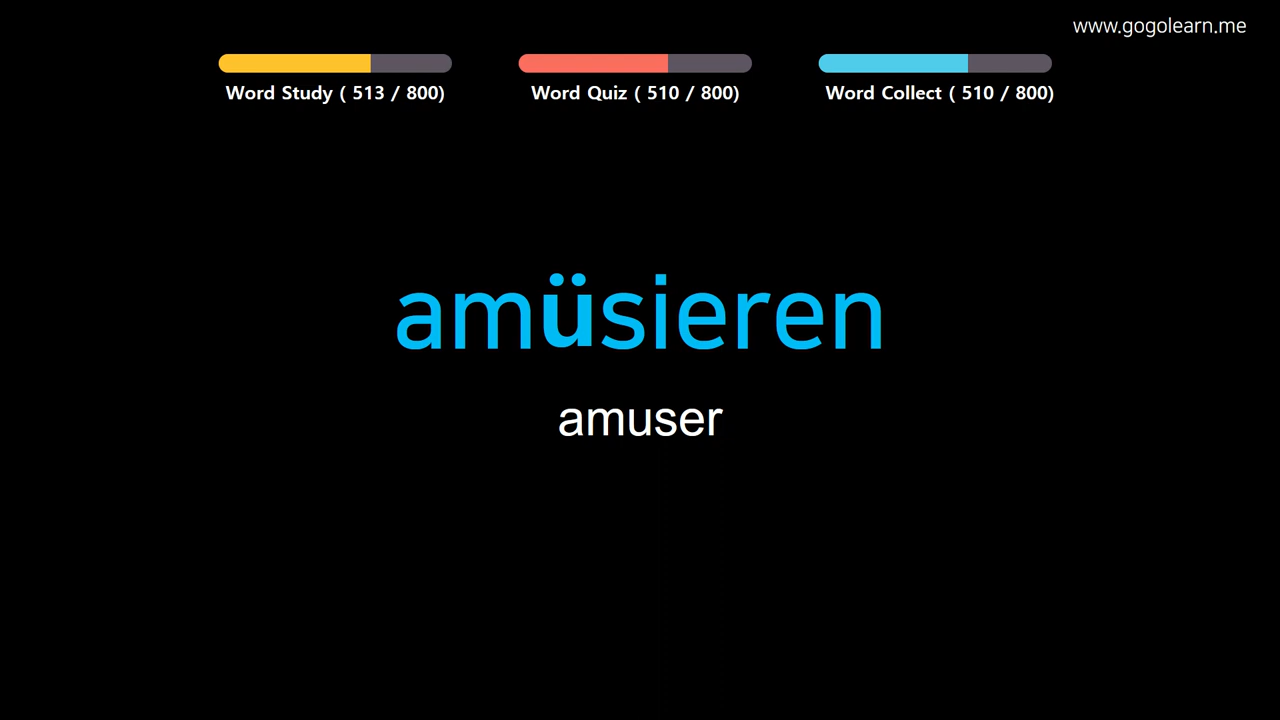 www.gogolearn.me
Word Study ( 513 / 800)
Word Quiz ( 510 / 800)
Word Collect ( 510 / 800)
amüsieren
amuser